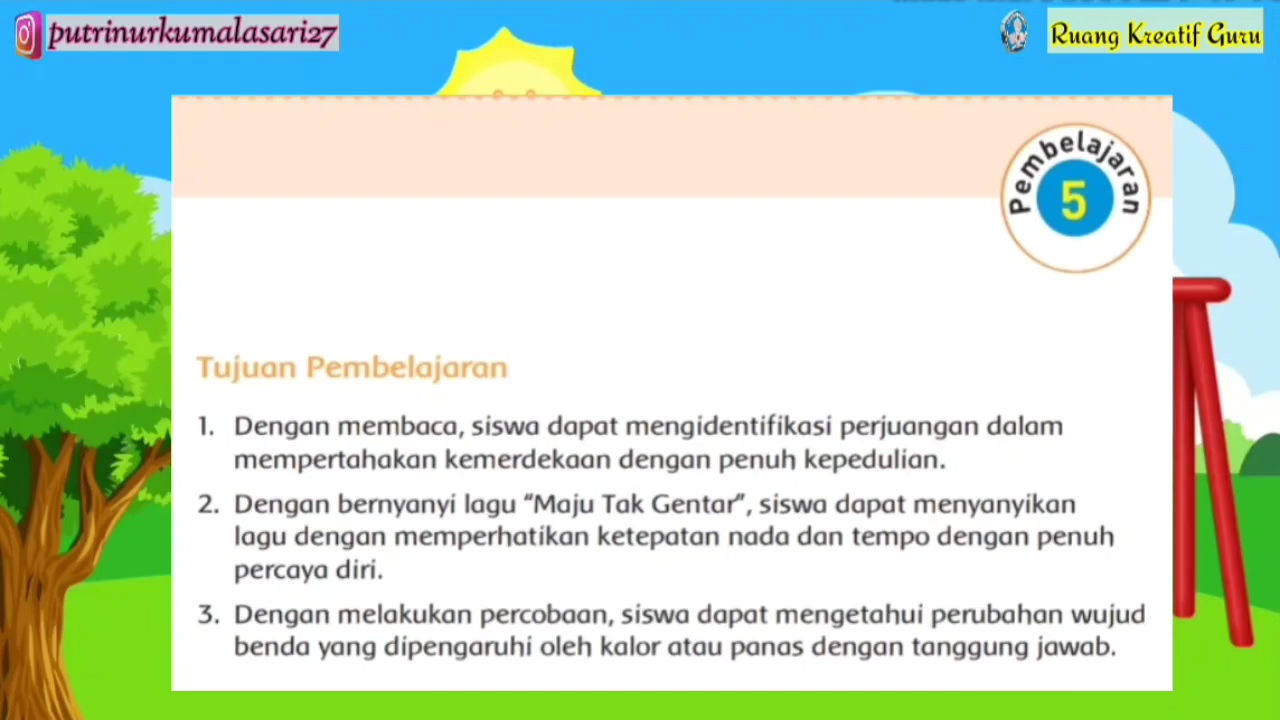 putrinurkumalasari27
Ruang Kreatif Guru
Pembelajaran
5
Tujuan Pembelajaran
1. Dengan membaca, siswa dapat mengidentifikasi perjuangan dalam
mempertahakan kemerdekaan dengan penuh kepedulian.
2. Dengan bernyanyi lagu “Maju Tak Gentar”, siswa dapat menyanyikan
lagu dengan memperhatikan ketepatan nada dan tempo dengan penuh
percaya diri.
3. Dengan melakukan percobaan, siswa dapat mengetahui perubahan wujud
benda yang dipengaruhi oleh kalor atau panas dengan tanggung jawab.